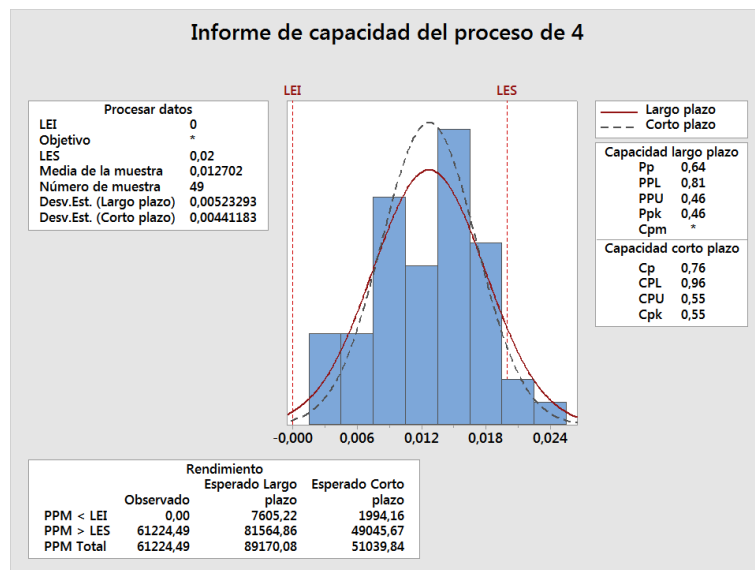 Informe de capacidad del proceso de 4
LEI LES
Procesar datos
LEI 0
Objetivo *
LES 0,02
Media de la muestra 0,012702
Número de muestra 49
Desv.Est. (Largo plazo) 0,00523293
Desv.Est. (Corto plazo) 0,00441183
Largo plazo
Corto plazo
Capacidad largo plazo
Pp 0,64
PPL 0,81
PPU 0,46
Ppk 0,46
Cpm *
Capacidad corto plazo
Cp 0,76
CPL 0,96
CPU 0,55
Cpk 0,55
-0,000 0,006 0,012 0,018 0,024
Rendimiento
Esperado Largo Esperado Corto
Observado plazo plazo
PPM < LEI 0,00 7605,22 1994,16
PPM > LES 61224,49 81564,86 49045,67
PPM Total 61224,49 89170,08 51039,84